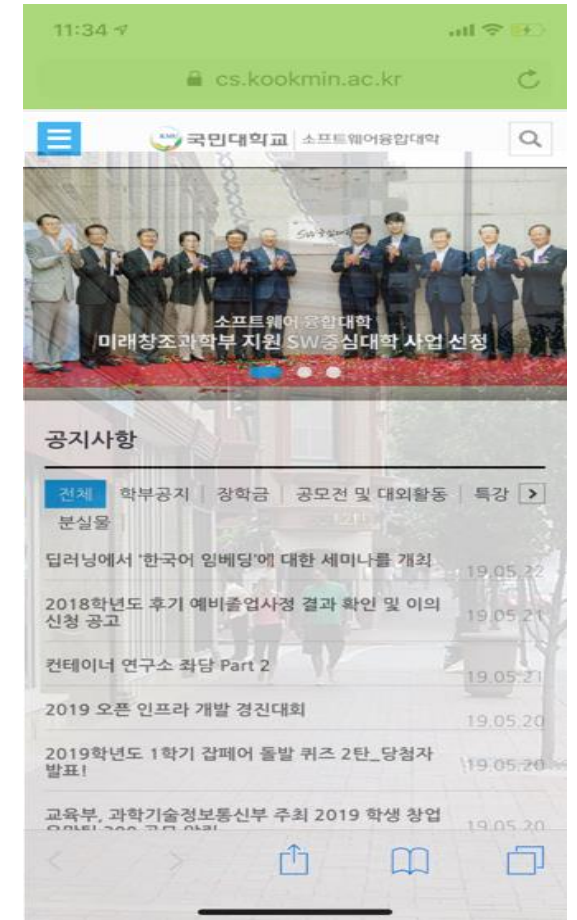 11:34
cs.kookmin.ac.kr
국민대학교 소프트웨어융합대학
소프트웨어 융합대학
미래창조과학부 지원 SW중심대학 사업 선정
공지사항
전체 학부공지 장학금 공모전 및 대외활동 특강
분실물
딥러닝에서 '한국어 임베딩'에 대한 세미나를 개최
19.05.22
2018학년도 후기 예비졸업사정 결과 확인 및 이의
신청 공고
19.05.21
컨테이너 연구소 좌담 Part 2
19.05.21
2019 오픈 인프라 개발 경진대회
19.05.20
2019학년도 1학기 잡페어 돌발 퀴즈 2탄_당첨자
발표!
19.05.20
교육부, 과학기술정보통신부 주최 2019 학생 창업
19.05.20